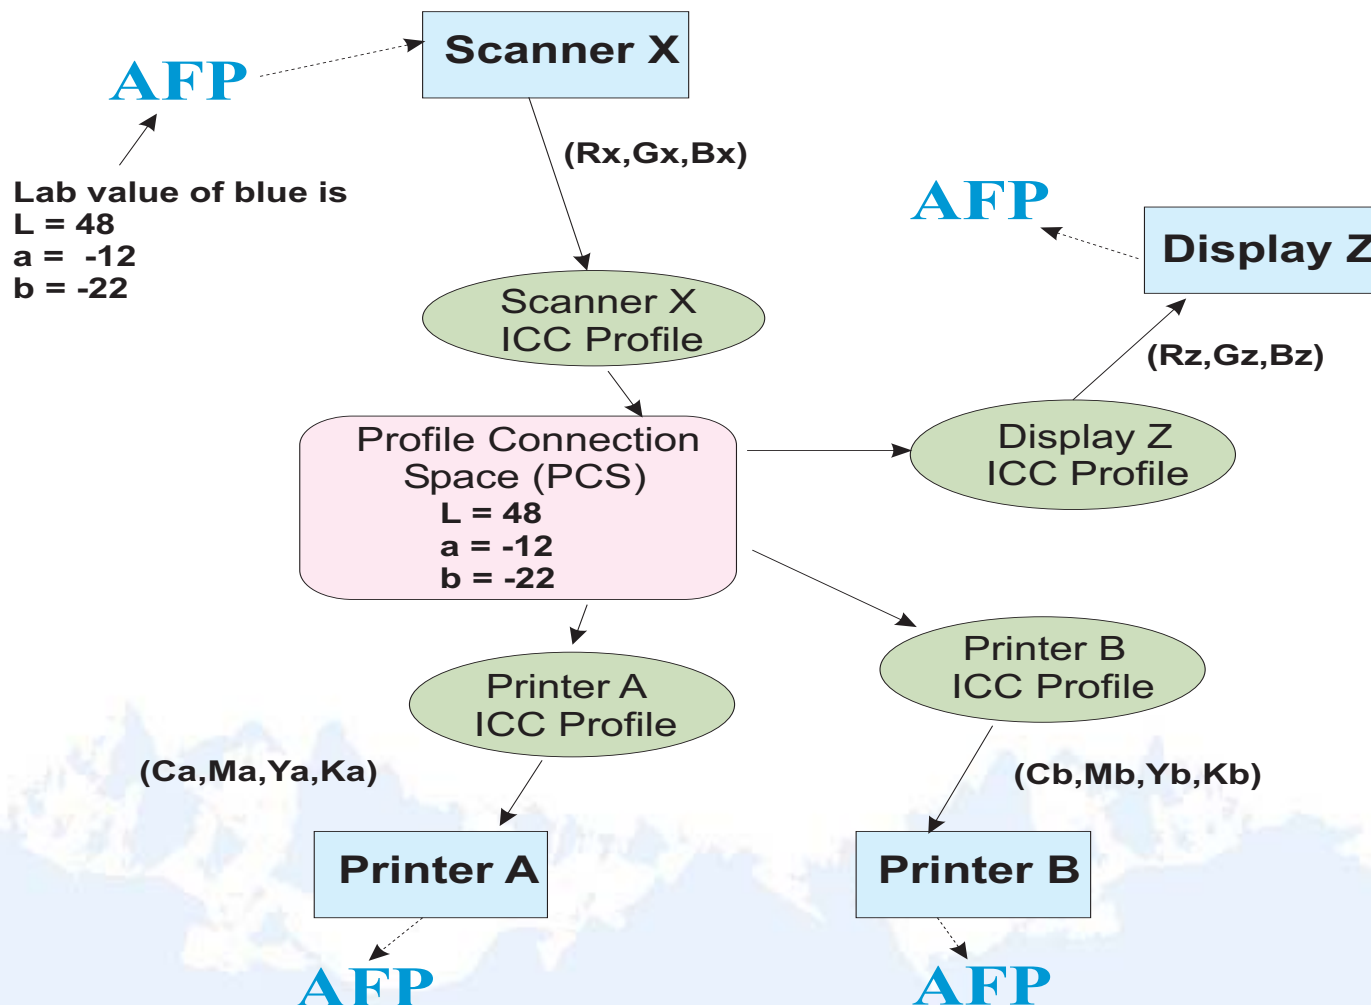 Scanner X
AFP
(Rx,Gx,Bx)
Lab value of blue is
L = 48
a = -12
b = -22
AFP
Display Z
Scanner X
ICC Profile
(Rz,Gz,Bz)
Profile Connection
Space (PCS)
L = 48
a = -12
b = -22
Display Z
ICC Profile
Printer B
ICC Profile
Printer A
ICC Profile
(Ca,Ma,Ya,Ka)
(Cb,Mb,Yb,Kb)
Printer A
Printer B
AFP
AFP